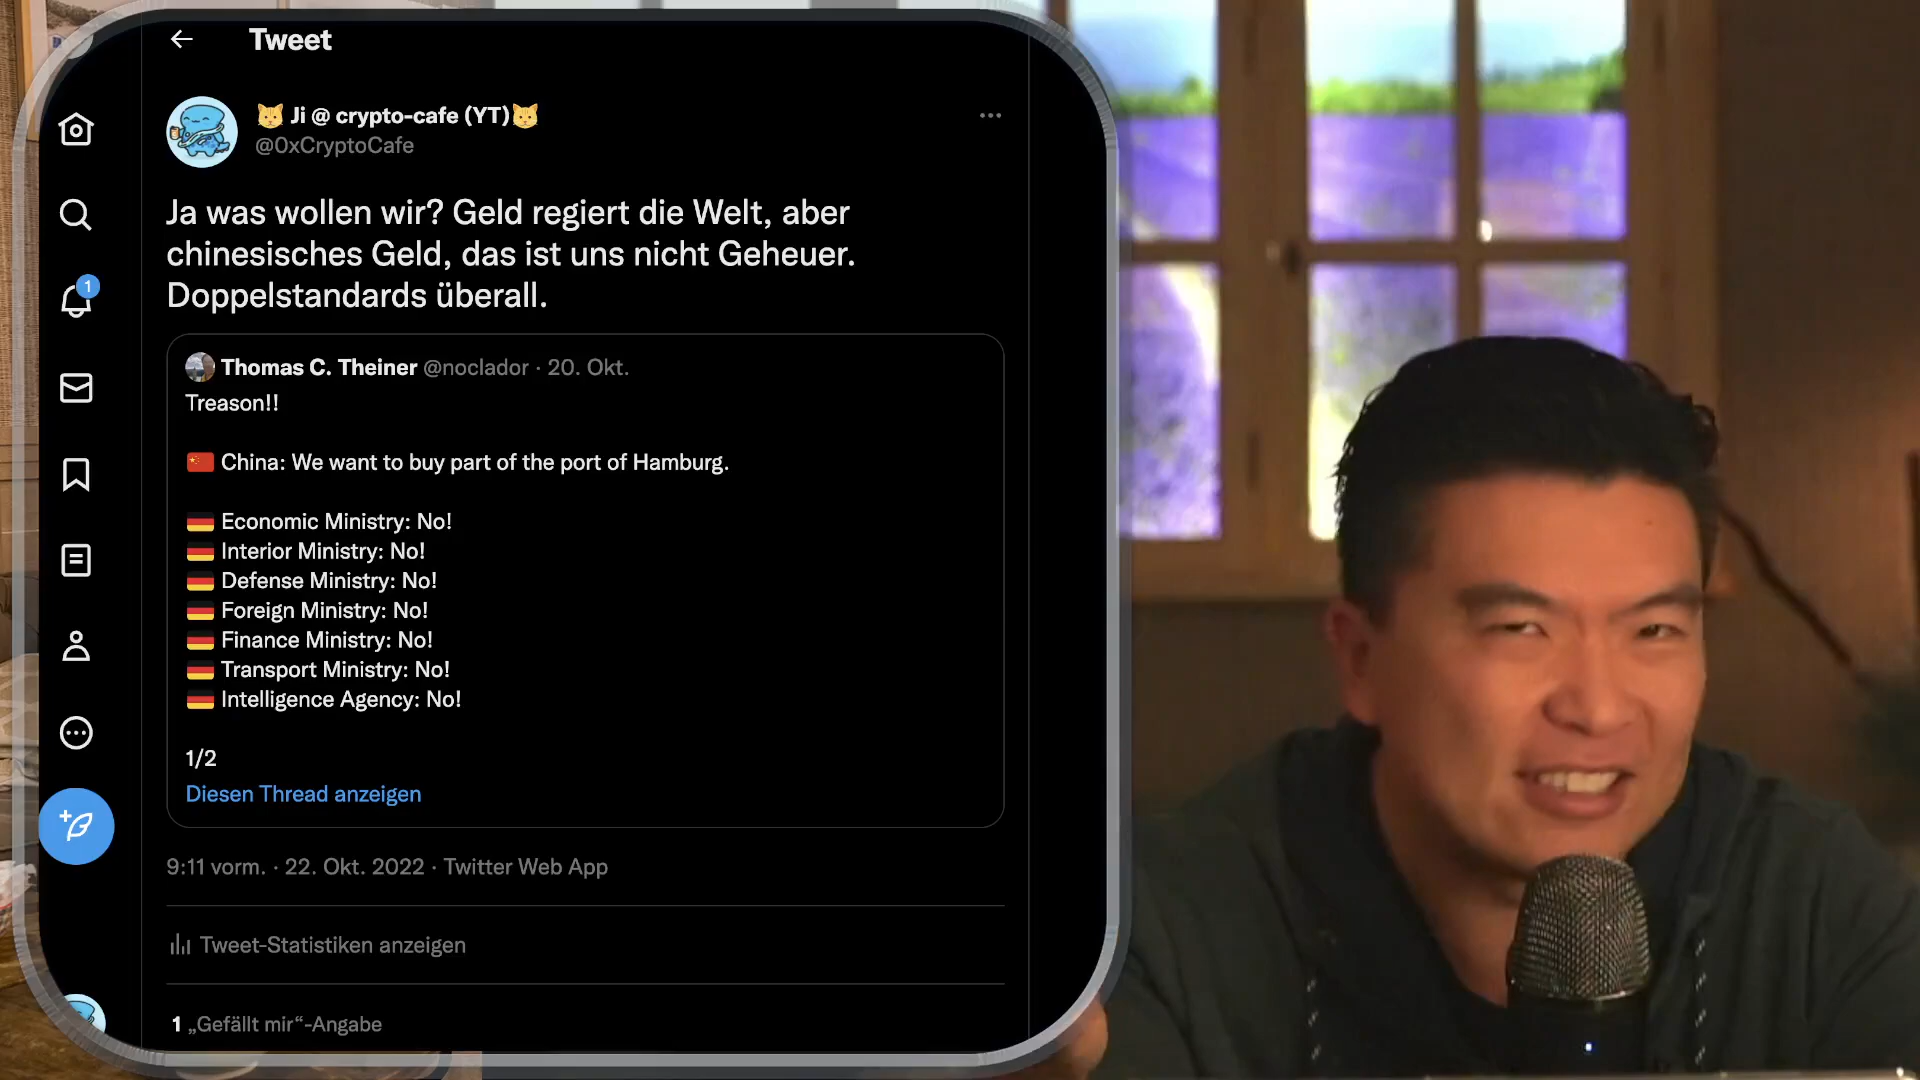 Tweet
🐱 Ji @ crypto-cafe (YT)🐱
@0xCryptoCafe
Ja was wollen wir? Geld regiert die Welt, aber
chinesisches Geld, das ist uns nicht Geheuer.
Doppelstandards überall.
Thomas C. Theiner @noclador · 20. Okt.
Treason!!
🇨🇳 China: We want to buy part of the port of Hamburg.
🇩🇪 Economic Ministry: No!
🇩🇪 Interior Ministry: No!
🇩🇪 Defense Ministry: No!
🇩🇪 Foreign Ministry: No!
🇩🇪 Finance Ministry: No!
🇩🇪 Transport Ministry: No!
🇩🇪 Intelligence Agency: No!
1/2
Diesen Thread anzeigen
9:11 vorm. · 22. Okt. 2022 · Twitter Web App
Tweet-Statistiken anzeigen
1 „Gefällt mir“-Angabe
1